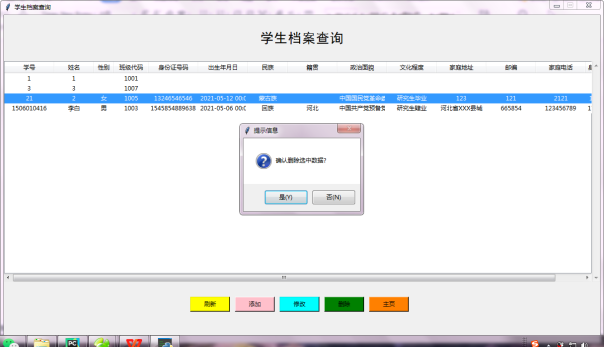 学生档案查询
学生档案查询
学号 姓名 性别 班级代码 身份证号码 出生年月日 民族 籍贯 政治面貌 文化程度 家庭地址 邮编 家庭电话
1 1 1001
3 3 1007
21 2 女 1005 13246546546 2021-05-12 00:0 蒙古族 中国国民党革命委 研究生毕业 123 121 2121
1506010416 李白 男 1003 1545854889638 2021-05-06 00:0 回族 河北 中国共产党预备党 研究生肄业 河北省XXX县城 665854 123456789
提示信息
确认删除选中数据?
是(Y) 否(N)
刷新 添加 修改 删除 主页